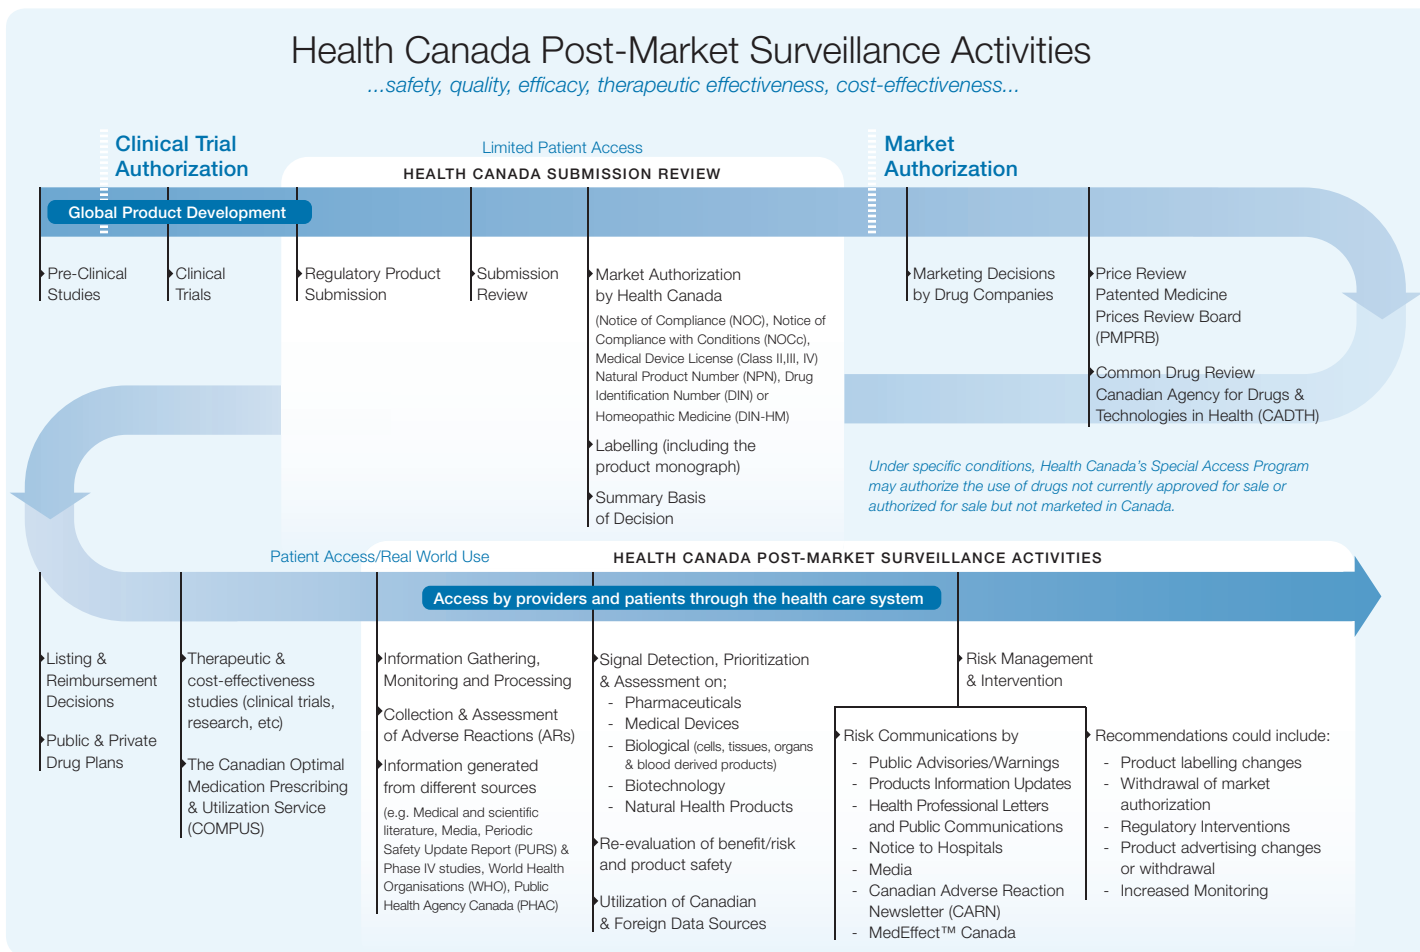 Health Canada Post-Market Surveillance Activities
...safety, quality, efficacy, therapeutic effectiveness, cost-effectiveness...
Clinical Trial
Authorization
Limited Patient Access
HEALTH CANADA SUBMISSION REVIEW
Market
Authorization
Global Product Development
Pre-Clinical
Studies
Clinical
Trials
Regulatory Product
Submission
Submission
Review
Market Authorization
by Health Canada
(Notice of Compliance (NOC), Notice of
Compliance with Conditions (NOCc),
Medical Device License (Class II,III, IV)
Natural Product Number (NPN), Drug
Identification Number (DIN) or
Homeopathic Medicine (DIN-HM)
Labelling (including the
product monograph)
Summary Basis
of Decision
Marketing Decisions
by Drug Companies
Price Review
Patented Medicine
Prices Review Board
(PMPRB)
Common Drug Review
Canadian Agency for Drugs &
Technologies in Health (CADTH)
Under specific conditions, Health Canada's Special Access Program
may authorize the use of drugs not currently approved for sale or
authorized for sale but not marketed in Canada.
Patient Access/Real World Use
HEALTH CANADA POST-MARKET SURVEILLANCE ACTIVITIES
Access by providers and patients through the health care system
Listing &
Reimbursement
Decisions
Public & Private
Drug Plans
Therapeutic &
cost-effectiveness
studies (clinical trials,
research, etc)
The Canadian Optimal
Medication Prescribing
& Utilization Service
(COMPUS)
Information Gathering,
Monitoring and Processing
Collection & Assessment
of Adverse Reactions (ARs)
Information generated
from different sources
(e.g. Medical and scientific
literature, Media, Periodic
Safety Update Report (PURS) &
Phase IV studies, World Health
Organisations (WHO), Public
Health Agency Canada (PHAC)
Signal Detection, Prioritization
& Assessment on;
- Pharmaceuticals
- Medical Devices
- Biological (cells, tissues, organs
& blood derived products)
- Biotechnology
- Natural Health Products
Re-evaluation of benefit/risk
and product safety
Utilization of Canadian
& Foreign Data Sources
Risk Management
& Intervention
Risk Communications by
- Public Advisories/Warnings
- Products Information Updates
- Health Professional Letters
and Public Communications
- Notice to Hospitals
- Media
- Canadian Adverse Reaction
Newsletter (CARN)
- MedEffect™ Canada
Recommendations could include:
- Product labelling changes
- Withdrawal of market
authorization
- Regulatory Interventions
- Product advertising changes
or withdrawal
- Increased Monitoring